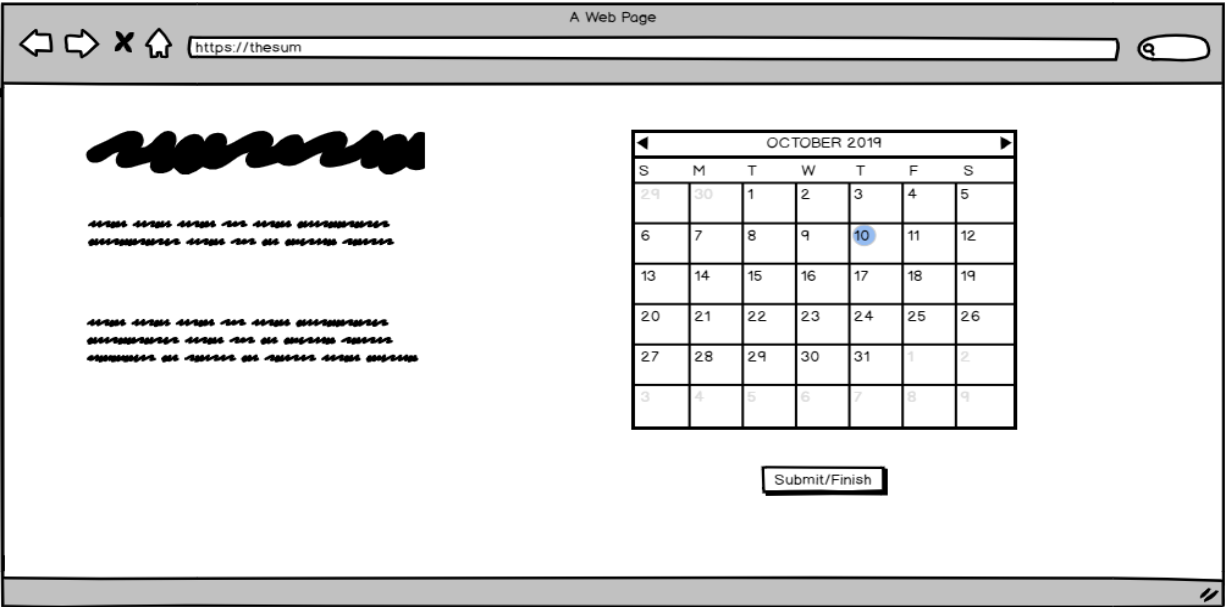 A Web Page
https://thesum
OCTOBER 2019
S M T W T F S
29 30 1 2 3 4 5
6 7 8 9 10 11 12
13 14 15 16 17 18 19
20 21 22 23 24 25 26
27 28 29 30 31 1 2
3 4 5 6 7 8 9
Submit/Finish